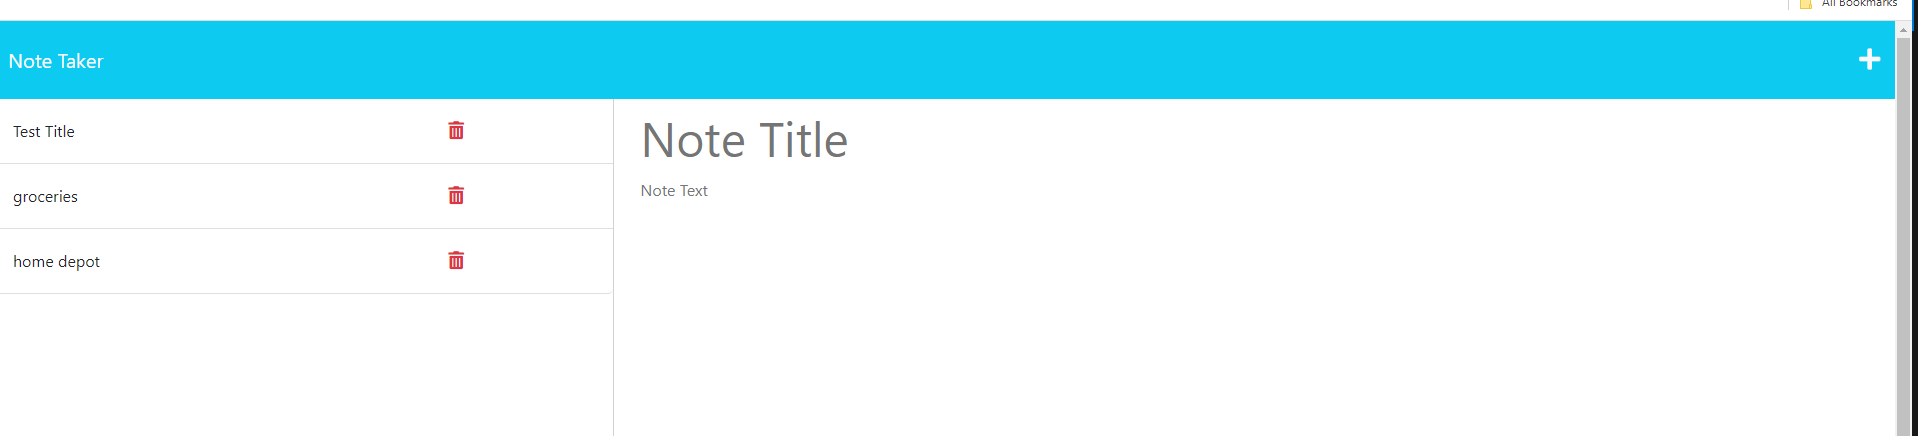 All Bookmarks
Note Taker
Test Title
groceries
home depot
Note Title
Note Text